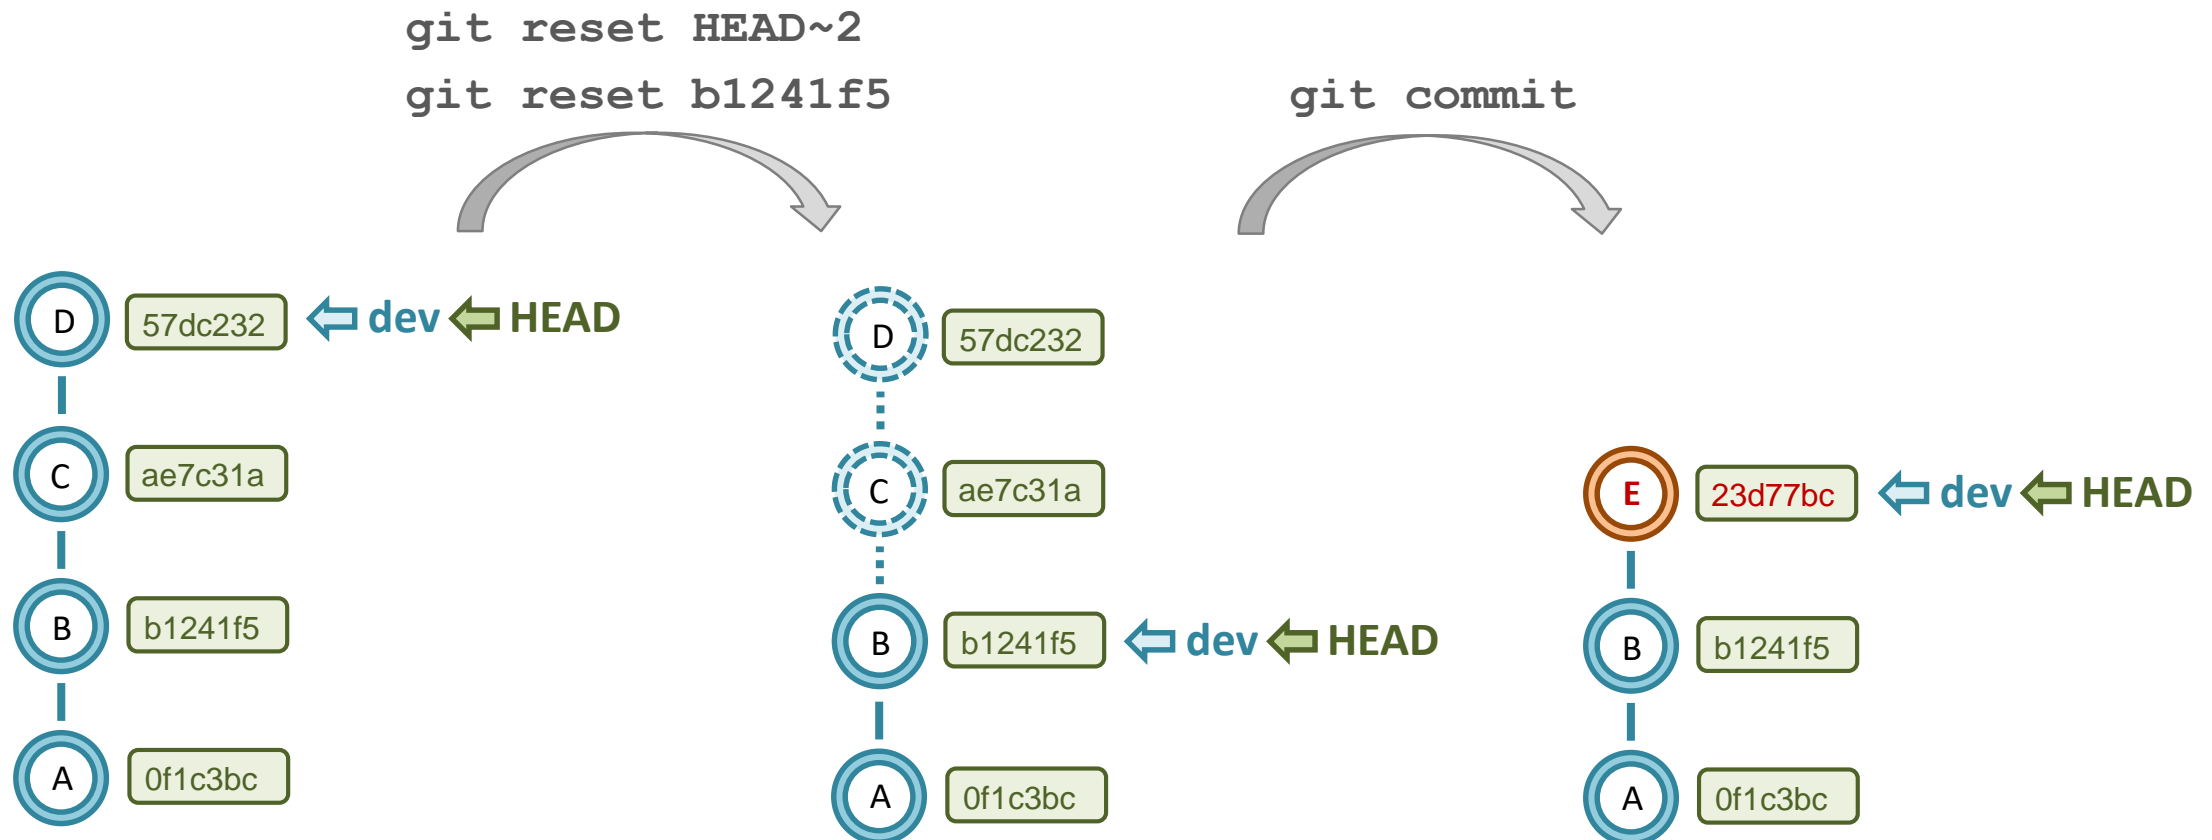 git reset HEAD~2
git reset b1241f5
git commit
D 57dc232 dev HEAD
C ae7c31a
B b1241f5
A 0f1c3bc
D 57dc232
C ae7c31a
B b1241f5 dev HEAD
A 0f1c3bc
E 23d77bc dev HEAD
B b1241f5
A 0f1c3bc